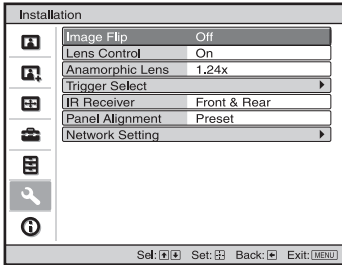 Installation
Image Flip Off
Lens Control On
Anamorphic Lens 1.24x
Trigger Select
IR Receiver Front & Rear
Panel Alignment Preset
Network Setting
Sel: Set: Back: Exit: MENU